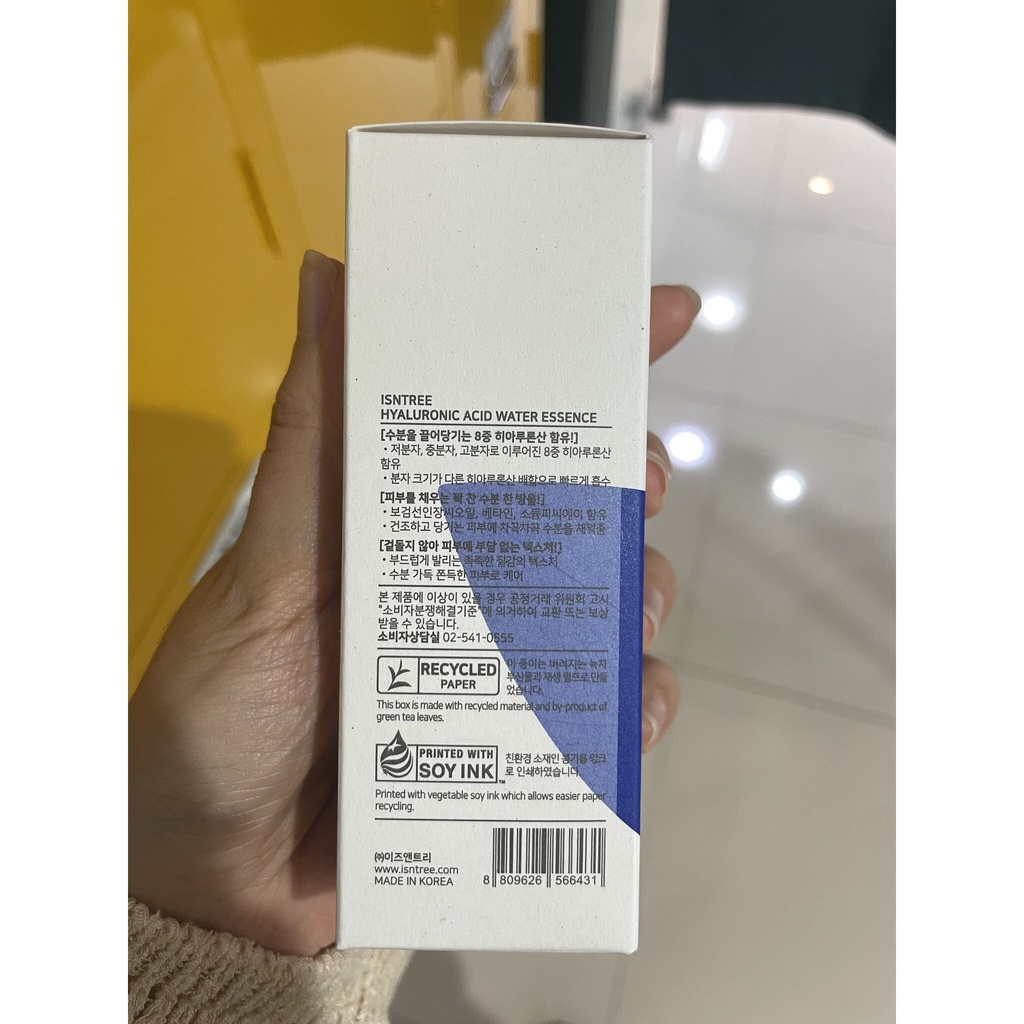 ISNTREE
HYALURONIC ACID WATER ESSENCE
[수분을 끌어당기는 8중 히아루론산 함유!]
• 저분자, 중분자, 고분자로 이루어진 8중 히아루론산
함유
• 분자 크기가 다른 히아루론산 배합으로 빠르게 흡수
[피부를 채우는 꽉 찬 수분 한 방울!]
• 보검선인장씨오일, 베타인, 소듐피씨에이 함유
• 건조하고 당기는 피부에 차곡차곡 수분을 채워줌
[겉돌지 않아 피부에 부담 없는 텍스처!]
• 부드럽게 발리는 촉촉한 질감의 텍스처
• 수분 가득 쫀득한 피부로 케어
본 제품에 이상이 있을 경우 공정거래 위원회 고시
"소비자분쟁해결기준"에 의거하여 교환 또는 보상
받을 수 있습니다.
소비자상담실 02-541-0555
RECYCLED
PAPER
이 종이는 버려지는 녹차
부산물과 재생 펄프로 만들
었습니다.
This box is made with recycled material and by-product of
green tea leaves.
PRINTED WITH
SOY INK™
친환경 소재인 콩기름 잉크
로 인쇄하였습니다.
Printed with vegetable soy ink which allows easier paper
recycling.
㈜이즈앤트리
www.isntree.com
MADE IN KOREA
8 809626 566431